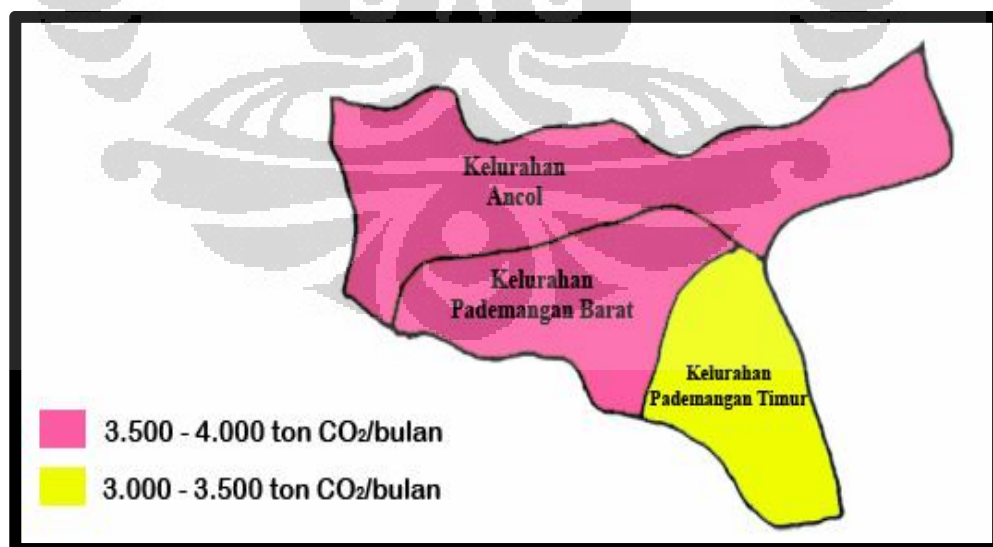 Kelurahan
Ancol
Kelurahan
Pademangan Barat
Kelurahan
Pademangan Timur
3.500 - 4.000 ton CO₂/bulan
3.000 - 3.500 ton CO₂/bulan